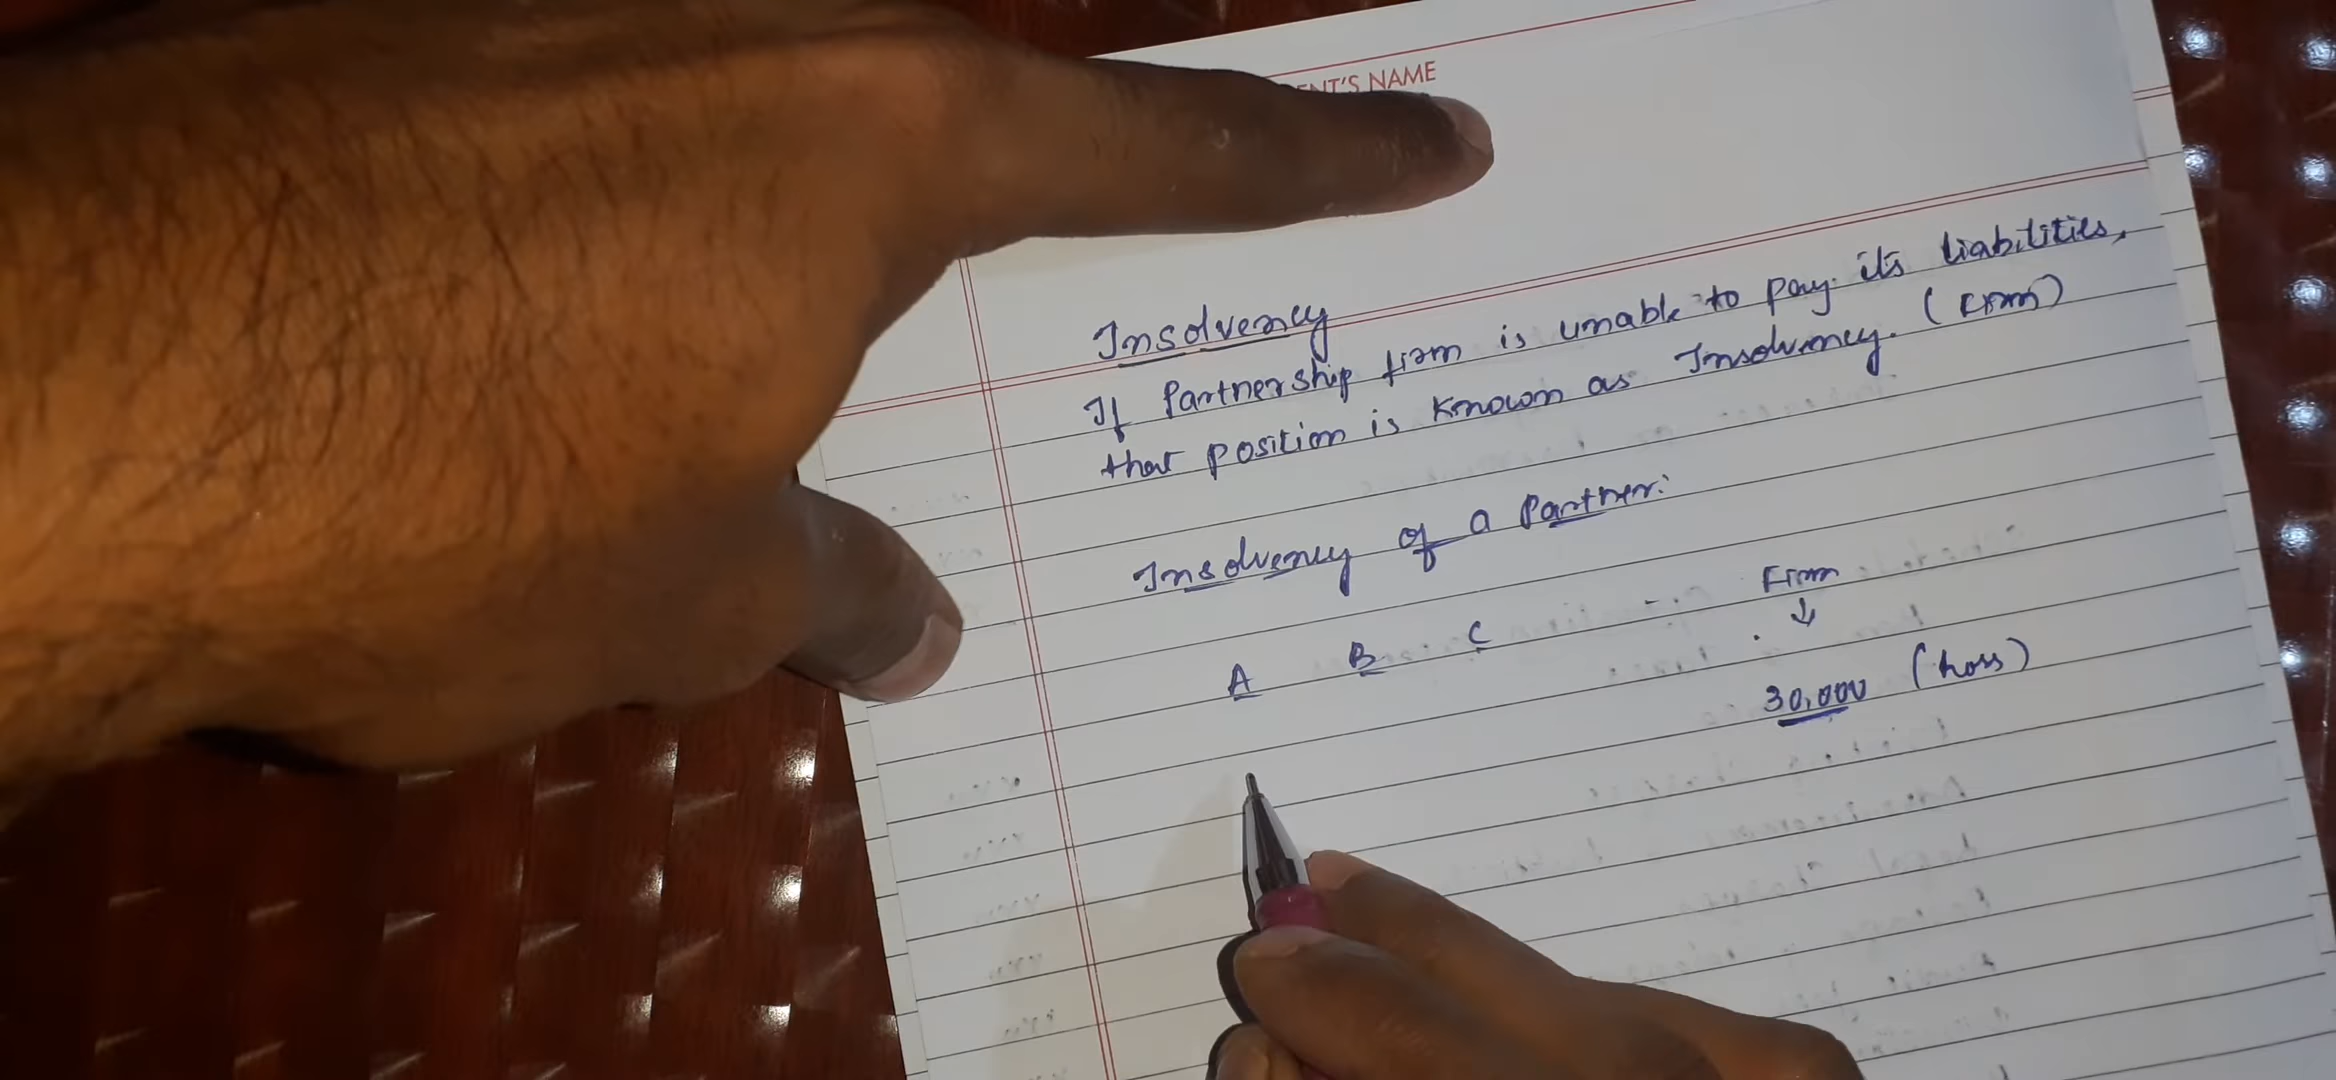 NT'S NAME
Insolvency
If Partnership firm is unable to pay its liabilities,
that position is known as Insolvency. (Firm)
Insolvency of a Partner:
A B C Firm
↓
30,000 (Loss)